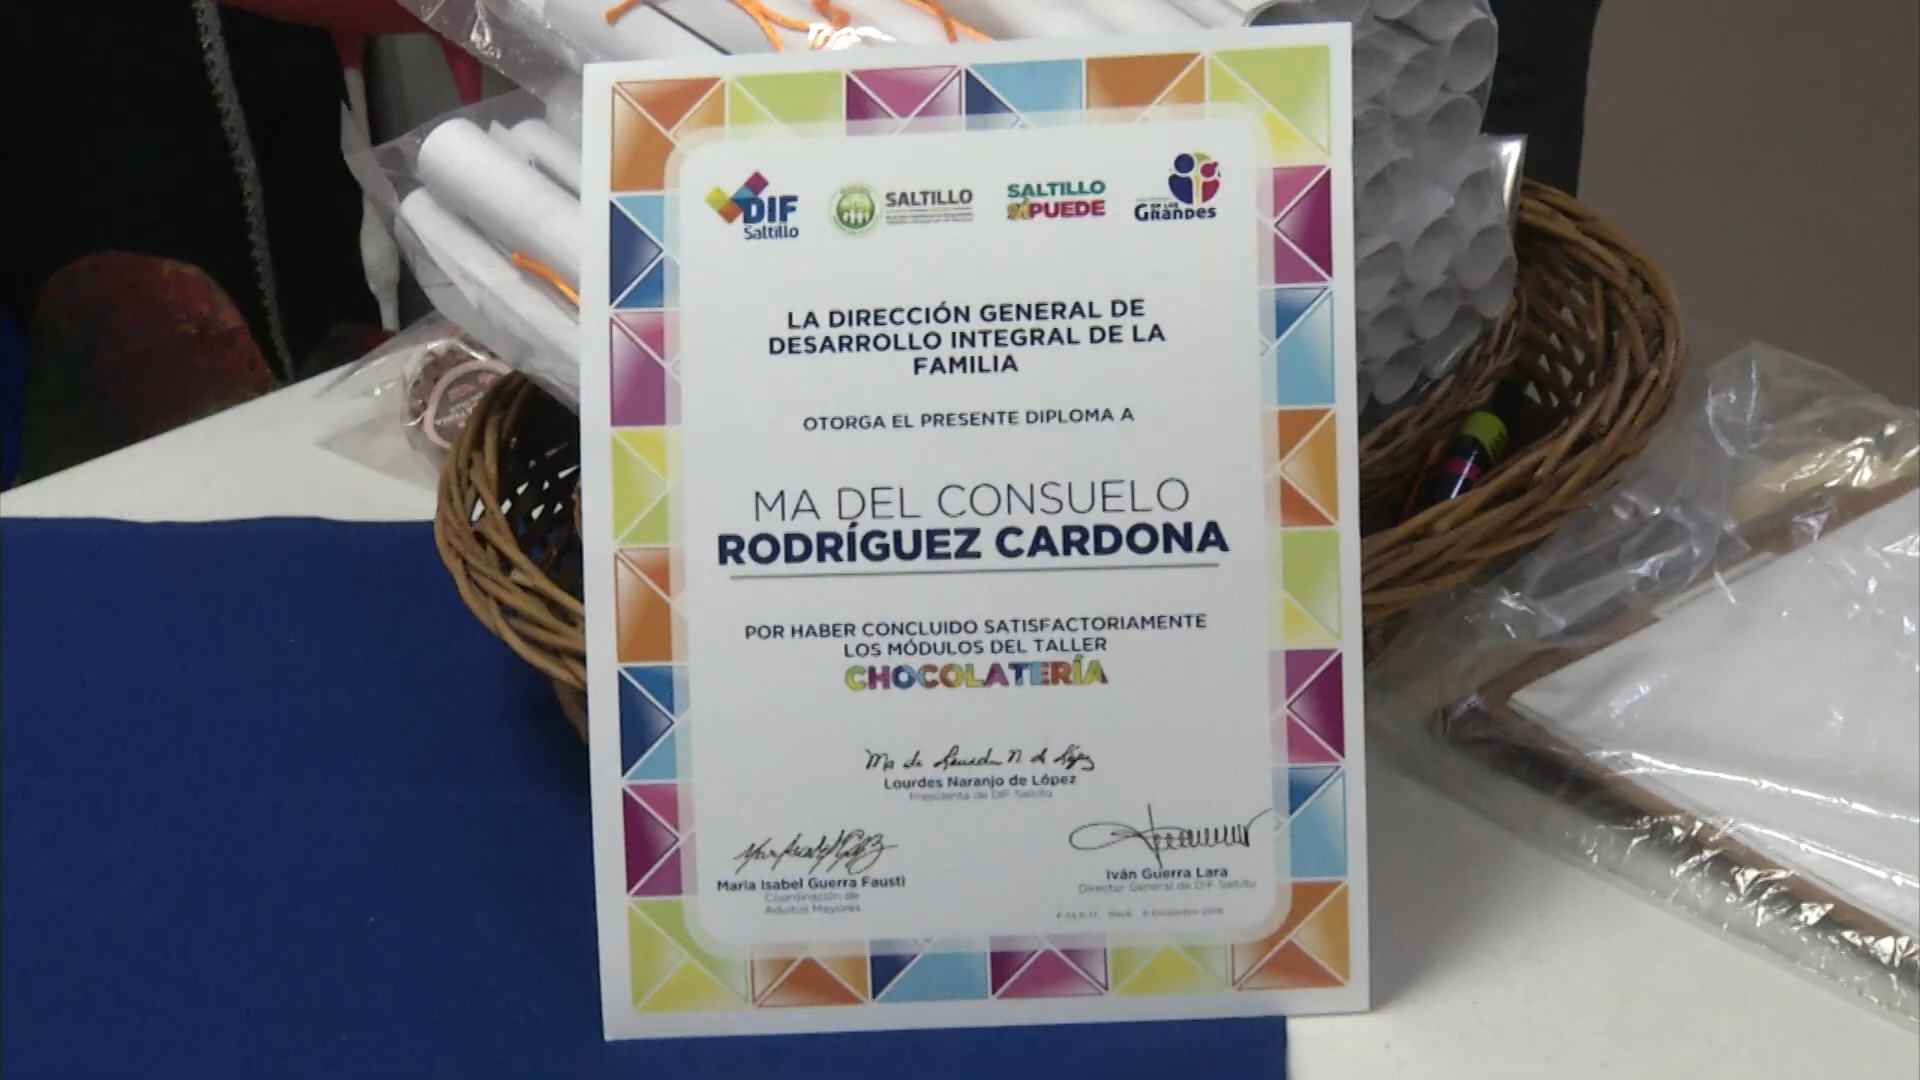 DIF
Saltillo
SALTILLO
SALTILLO
SÍPUEDE
Grandes
LA DIRECCIÓN GENERAL DE
DESARROLLO INTEGRAL DE LA
FAMILIA
OTORGA EL PRESENTE DIPLOMA A
MA DEL CONSUELO
RODRÍGUEZ CARDONA
POR HABER CONCLUIDO SATISFACTORIAMENTE
LOS MÓDULOS DEL TALLER
CHOCOLATERÍA
Lourdes Naranjo de López
Presidenta de DIF Saltillo
María Isabel Guerra Fausti
Coordinación de
Adultos Mayores
Iván Guerra Lara
Director General de DIF Saltillo